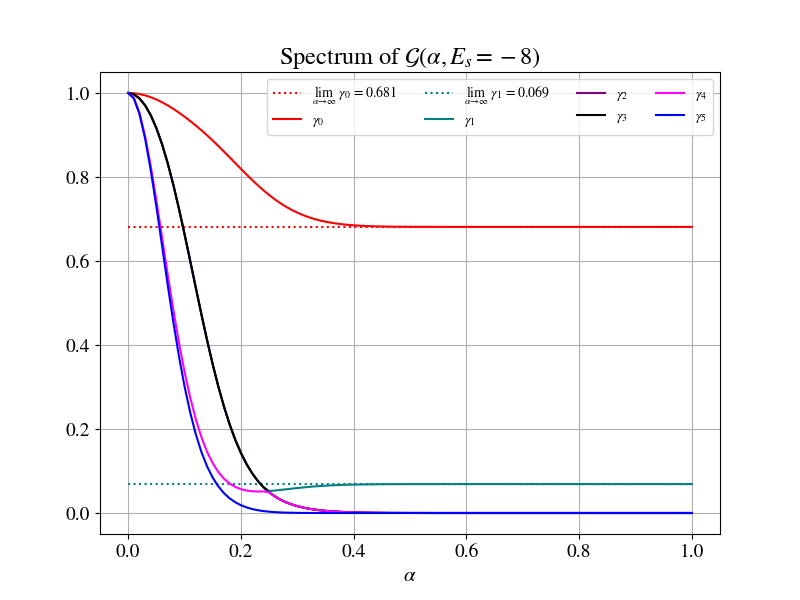 Spectrum of 𝒢(α, E_s = −8)
lim_{α→∞} γ₀ = 0.681
γ₀
lim_{α→∞} γ₁ = 0.069
γ₁
γ₂
γ₃
γ₄
γ₅
1.0
0.8
0.6
0.4
0.2
0.0
0.0 0.2 0.4 0.6 0.8 1.0
α